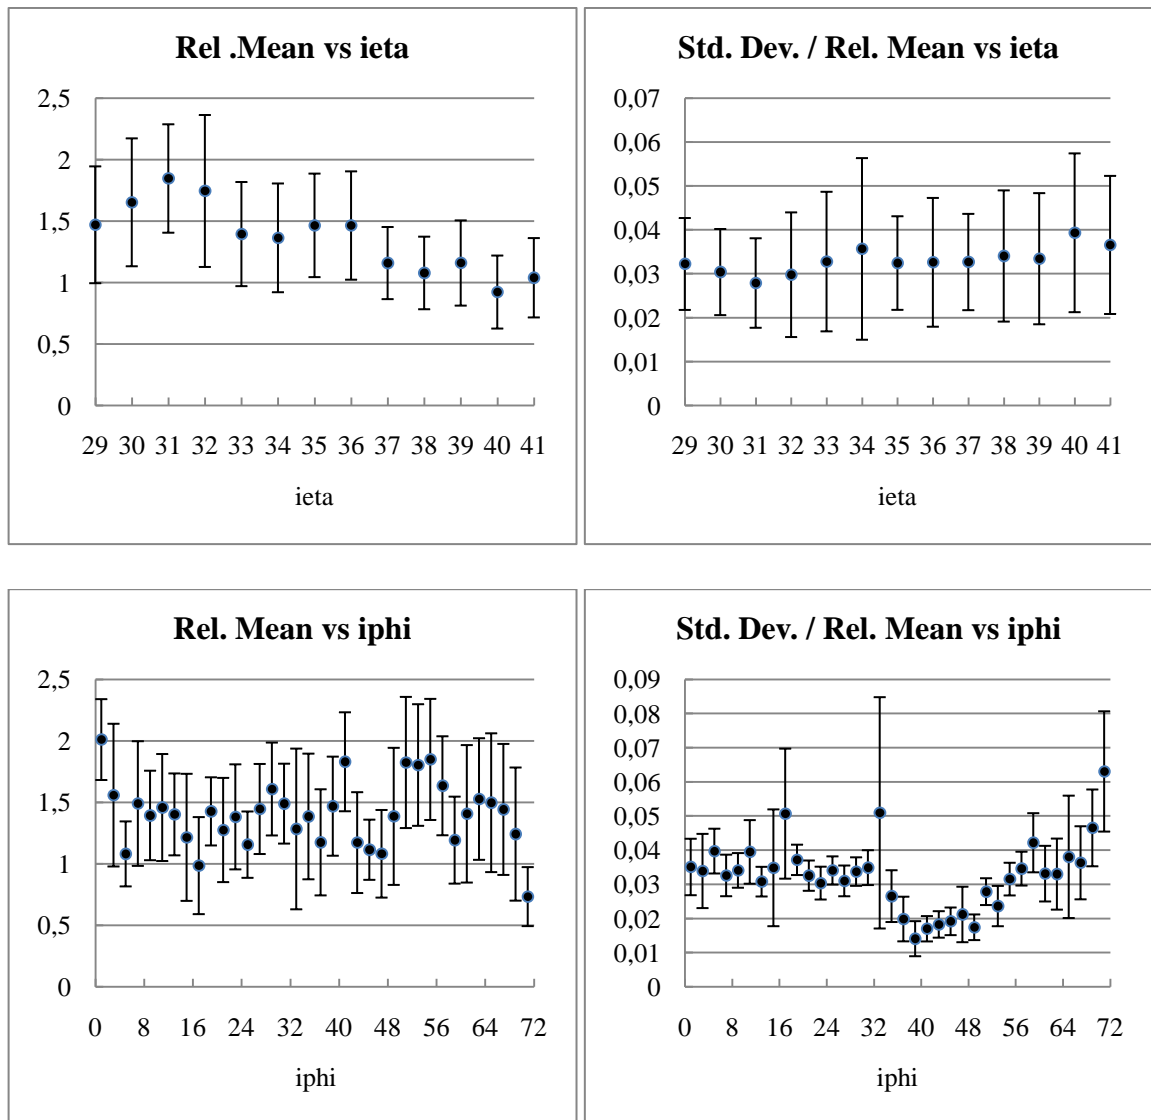 Rel .Mean vs ieta
2,5
2
1,5
1
0,5
0
29 30 31 32 33 34 35 36 37 38 39 40 41
ieta
Std. Dev. / Rel. Mean vs ieta
0,07
0,06
0,05
0,04
0,03
0,02
0,01
0
29 30 31 32 33 34 35 36 37 38 39 40 41
ieta
Rel. Mean vs iphi
2,5
2
1,5
1
0,5
0
0 8 16 24 32 40 48 56 64 72
iphi
Std. Dev. / Rel. Mean vs iphi
0,09
0,08
0,07
0,06
0,05
0,04
0,03
0,02
0,01
0
0 8 16 24 32 40 48 56 64 72
iphi